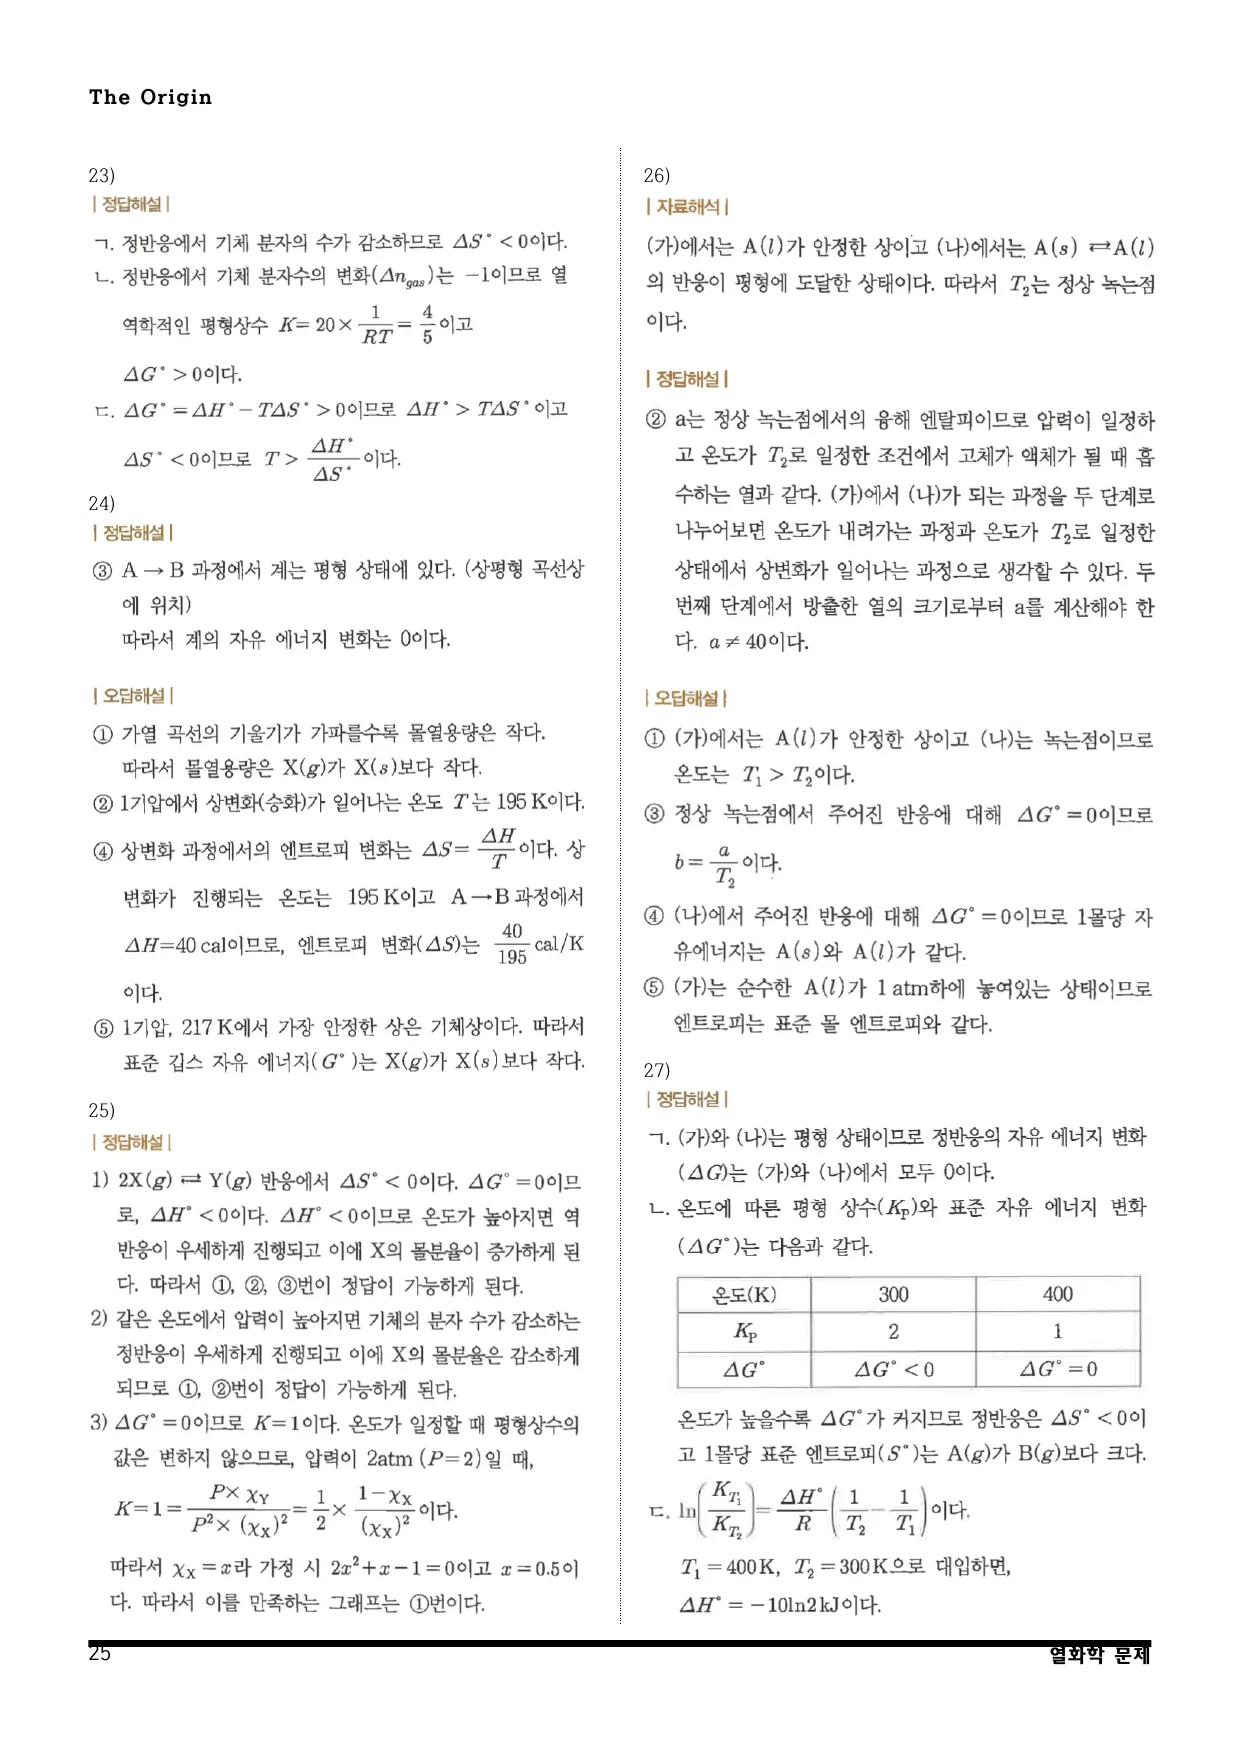 The Origin
23)
| 정답해설 |
ㄱ. 정반응에서 기체 분자의 수가 감소하므로 ΔS° < 0이다.
ㄴ. 정반응에서 기체 분자수의 변화(Δn_gas)는 −1이므로 열
역학적인 평형상수 K= 20 × 1/RT = 4/5이고
ΔG° > 0이다.
ㄷ. ΔG° = ΔH° − TΔS° > 0이므로 ΔH° > TΔS°이고
ΔS° < 0이므로 T > ΔH°/ΔS°이다.
24)
| 정답해설 |
③ A → B 과정에서 계는 평형 상태에 있다. (상평형 곡선상
에 위치)
따라서 계의 자유 에너지 변화는 0이다.
| 오답해설 |
① 가열 곡선의 기울기가 가파를수록 몰열용량은 작다.
따라서 몰열용량은 X(g)가 X(s)보다 작다.
② 1기압에서 상변화(승화)가 일어나는 온도 T는 195 K이다.
④ 상변화 과정에서의 엔트로피 변화는 ΔS= ΔH/T이다. 상
변화가 진행되는 온도는 195 K이고 A →B 과정에서
ΔH=40 cal이므로, 엔트로피 변화(ΔS)는 40/195 cal/K
이다.
⑤ 1기압, 217 K에서 가장 안정한 상은 기체상이다. 따라서
표준 깁스 자유 에너지(G°)는 X(g)가 X(s)보다 작다.
25)
| 정답해설 |
1) 2X(g) ⇄ Y(g) 반응에서 ΔS° < 0이다. ΔG° = 0이므
로, ΔH° < 0이다. ΔH° < 0이므로 온도가 높아지면 역
반응이 우세하게 진행되고 이에 X의 몰분율이 증가하게 된
다. 따라서 ①, ②, ③번이 정답이 가능하게 된다.
2) 같은 온도에서 압력이 높아지면 기체의 분자 수가 감소하는
정반응이 우세하게 진행되고 이에 X의 몰분율은 감소하게
되므로 ①, ②번이 정답이 가능하게 된다.
3) ΔG° = 0이므로 K=1이다. 온도가 일정할 때 평형상수의
값은 변하지 않으므로, 압력이 2atm (P=2)일 때,
K=1= P×χ_Y / P²×(χ_X)² = 1/2 × 1−χ_X / (χ_X)² 이다.
따라서 χ_X = x라 가정 시 2x²+x−1=0이고 x=0.5이
다. 따라서 이를 만족하는 그래프는 ①번이다.
26)
| 자료해석 |
(가)에서는 A(l)가 안정한 상이고 (나)에서는 A(s) ⇌A(l)
의 반응이 평형에 도달한 상태이다. 따라서 T₂는 정상 녹는점
이다.
| 정답해설 |
② a는 정상 녹는점에서의 융해 엔탈피이므로 압력이 일정하
고 온도가 T₂로 일정한 조건에서 고체가 액체가 될 때 흡
수하는 열과 같다. (가)에서 (나)가 되는 과정을 두 단계로
나누어보면 온도가 내려가는 과정과 온도가 T₂로 일정한
상태에서 상변화가 일어나는 과정으로 생각할 수 있다. 두
번째 단계에서 방출한 열의 크기로부터 a를 계산해야 한
다. a ≠ 40이다.
| 오답해설 |
① (가)에서는 A(l)가 안정한 상이고 (나)는 녹는점이므로
온도는 T₁ > T₂이다.
③ 정상 녹는점에서 주어진 반응에 대해 ΔG° = 0이므로
b = a/T₂ 이다.
④ (나)에서 주어진 반응에 대해 ΔG° = 0이므로 1몰당 자
유에너지는 A(s)와 A(l)가 같다.
⑤ (가)는 순수한 A(l)가 1 atm하에 놓여있는 상태이므로
엔트로피는 표준 몰 엔트로피와 같다.
27)
| 정답해설 |
ㄱ. (가)와 (나)는 평형 상태이므로 정반응의 자유 에너지 변화
(ΔG)는 (가)와 (나)에서 모두 0이다.
ㄴ. 온도에 따른 평형 상수(K_P)와 표준 자유 에너지 변화
(ΔG°)는 다음과 같다.
온도(K) 300 400
K_P 2 1
ΔG° ΔG° < 0 ΔG° = 0
온도가 높을수록 ΔG°가 커지므로 정반응은 ΔS° < 0이
고 1몰당 표준 엔트로피(S°)는 A(g)가 B(g)보다 크다.
ㄷ. ln(K_T₁/K_T₂) = ΔH°/R (1/T₂ − 1/T₁)이다.
T₁ = 400 K, T₂ = 300 K으로 대입하면,
ΔH° = − 10ln2 kJ이다.
25
열화학 문제